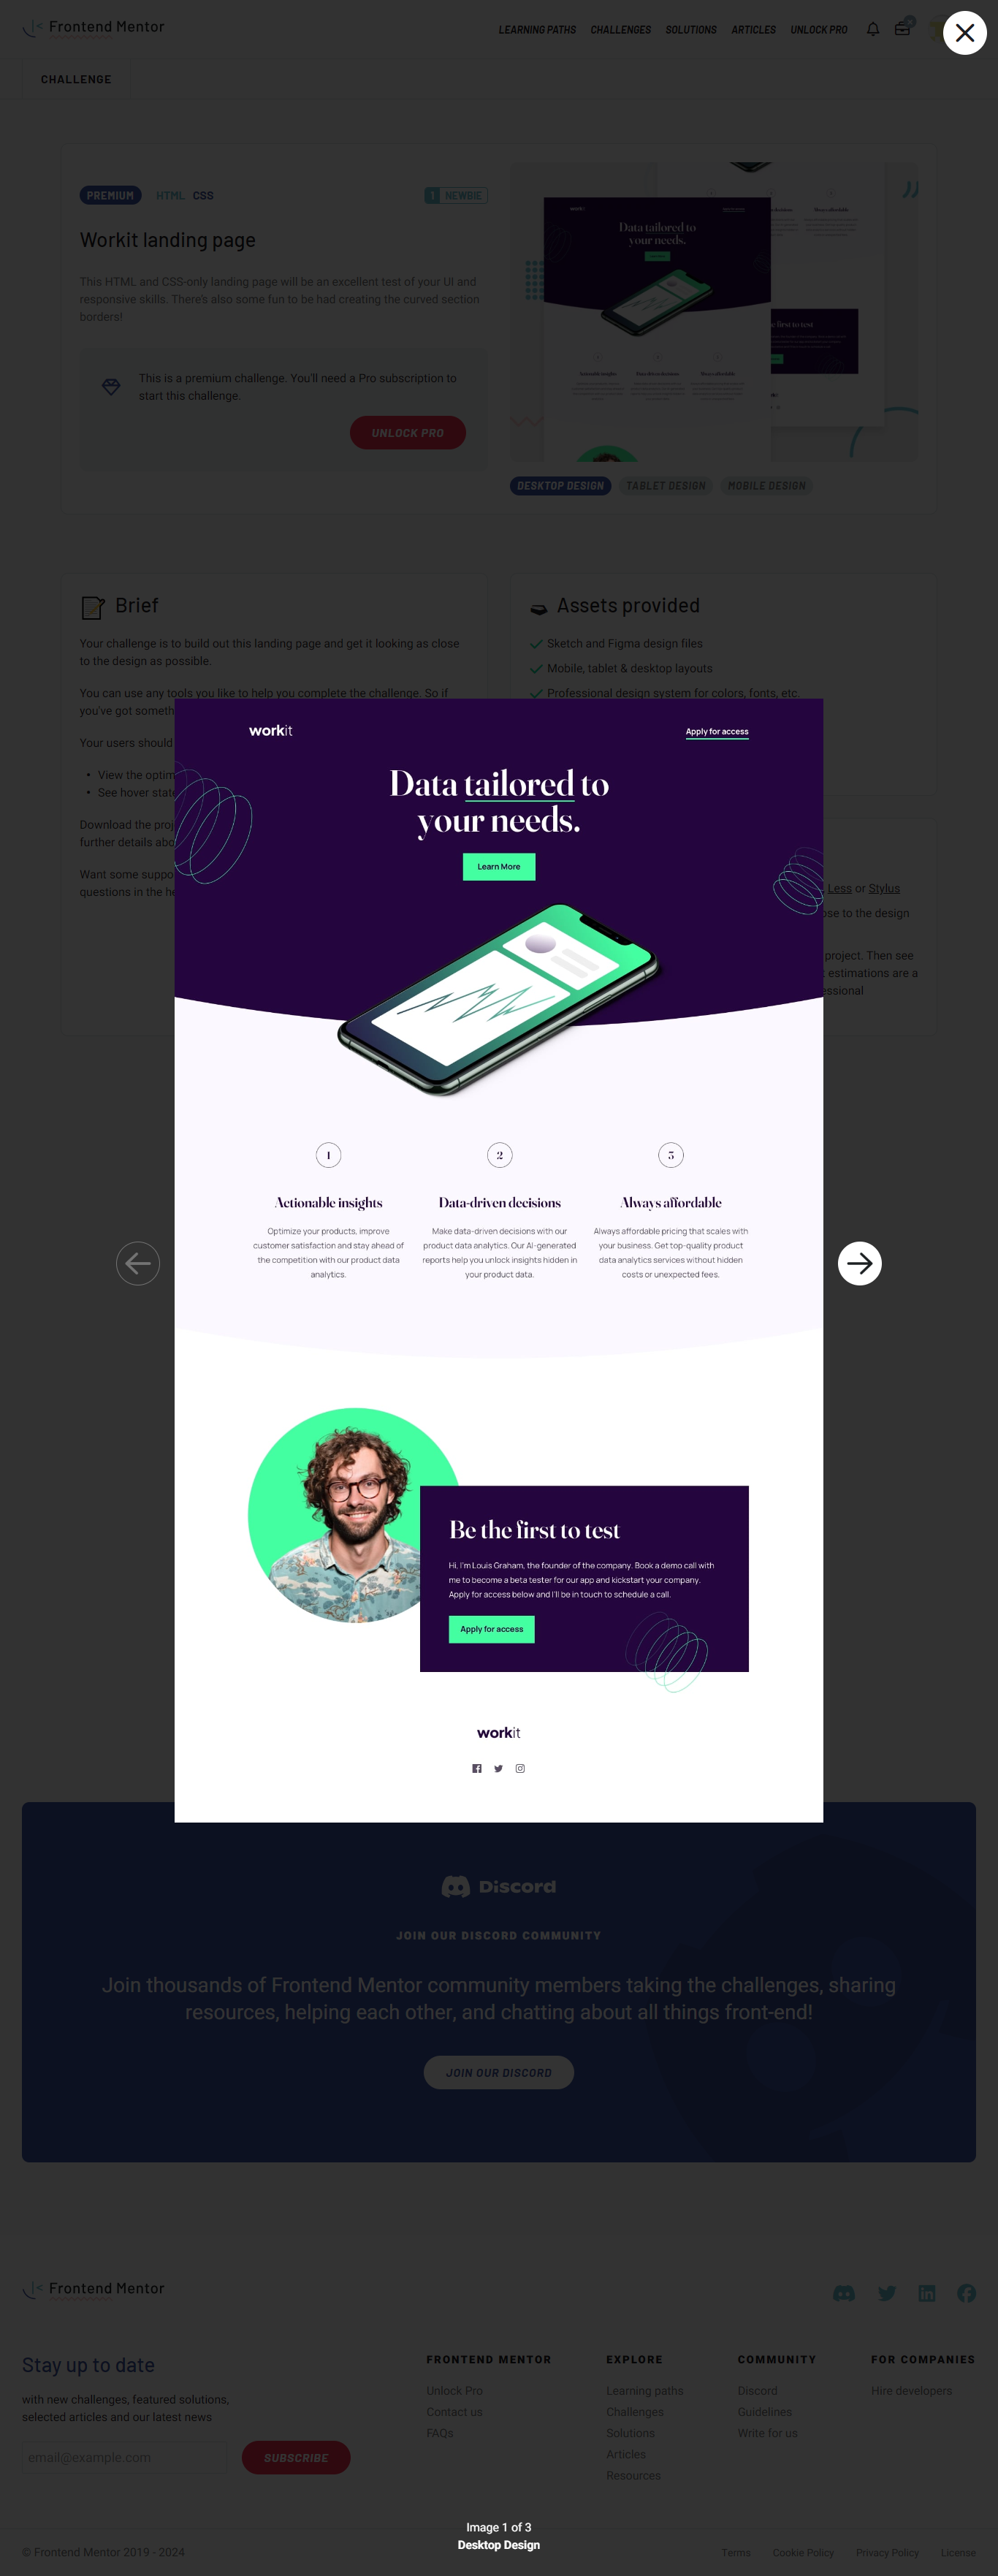 Frontend Mentor
LEARNING PATHS CHALLENGES SOLUTIONS ARTICLES UNLOCK PRO
CHALLENGE
PREMIUM HTML CSS
1 NEWBIE
Workit landing page
This HTML and CSS-only landing page will be an excellent test of your UI and
responsive skills. There's also some fun to be had creating the curved section
borders!
This is a premium challenge. You'll need a Pro subscription to
start this challenge.
UNLOCK PRO
workit
Data tailored to
your needs.
Actionable insights
Data-driven decisions
Always affordable
DESKTOP DESIGN TABLET DESIGN MOBILE DESIGN
Brief
Your challenge is to build out this landing page and get it looking as close
to the design as possible.
You can use any tools you like to help you complete the challenge. So if
you've got someth
Your users should
• View the optim
• See hover state
Download the proj
further details abo
Want some suppo
questions in the he
Assets provided
Sketch and Figma design files
Mobile, tablet & desktop layouts
Professional design system for colors, fonts, etc.
Less or Stylus
ose to the design
project. Then see
estimations are a
essional
workit
Apply for access
Data tailored to
your needs.
Learn More
1
Actionable insights
Optimize your products, improve
customer satisfaction and stay ahead of
the competition with our product data
analytics.
2
Data-driven decisions
Make data-driven decisions with our
product data analytics. Our AI-generated
reports help you unlock insights hidden in
your product data.
3
Always affordable
Always affordable pricing that scales with
your business. Get top-quality product
data analytics services without hidden
costs or unexpected fees.
Be the first to test
Hi, I'm Louis Graham, the founder of the company. Book a demo call with
me to become a beta tester for our app and kickstart your company.
Apply for access below and I'll be in touch to schedule a call.
Apply for access
workit
Discord
JOIN OUR DISCORD COMMUNITY
Join thousands of Frontend Mentor community members taking the challenges, sharing
resources, helping each other, and chatting about all things front-end!
JOIN OUR DISCORD
Frontend Mentor
Stay up to date
with new challenges, featured solutions,
selected articles and our latest news
email@example.com
SUBSCRIBE
FRONTEND MENTOR
Unlock Pro
Contact us
FAQs
EXPLORE
Learning paths
Challenges
Solutions
Articles
Resources
COMMUNITY
Discord
Guidelines
Write for us
FOR COMPANIES
Hire developers
Image 1 of 3
Desktop Design
© Frontend Mentor 2019 - 2024
Terms Cookie Policy Privacy Policy License